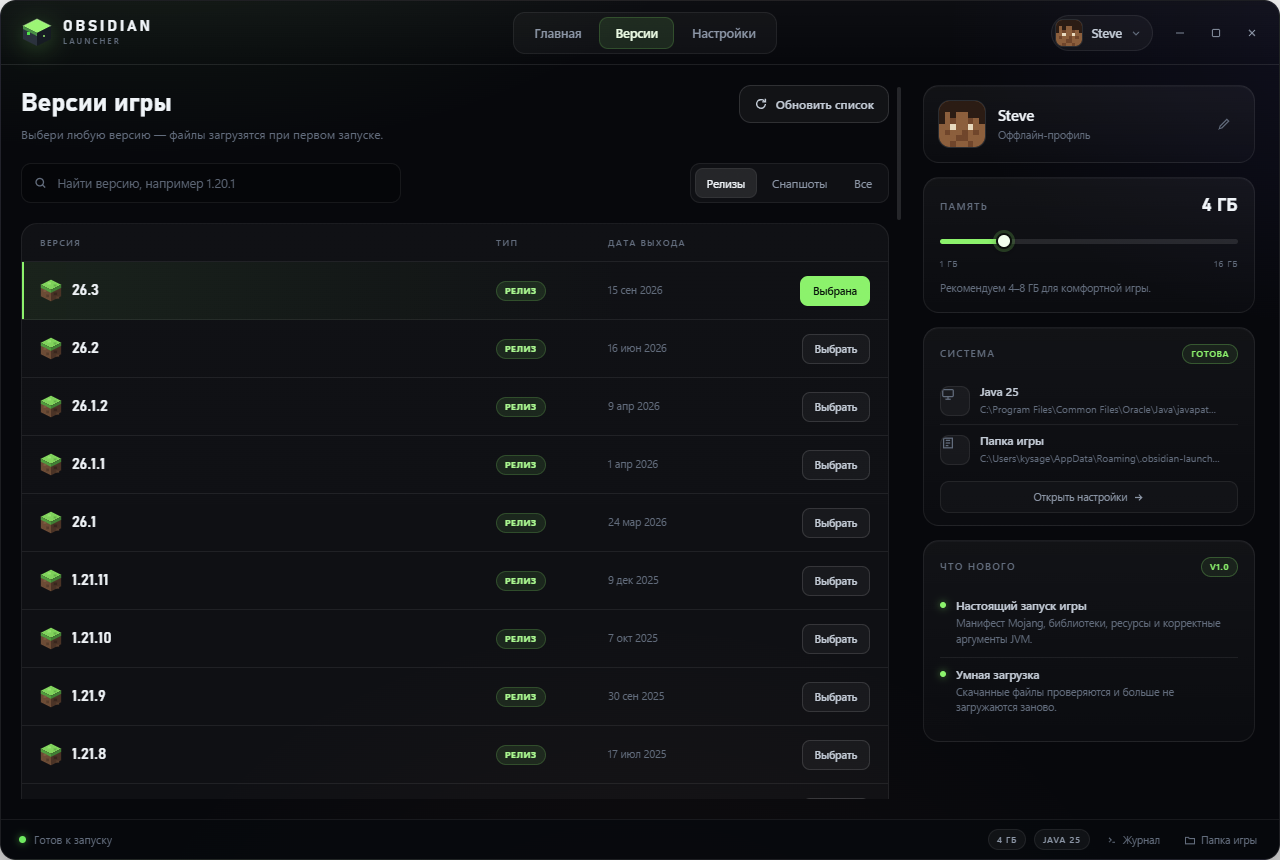 OBSIDIAN
LAUNCHER
Главная
Версии
Настройки
Steve
Версии игры
Выбери любую версию — файлы загрузятся при первом запуске.
Обновить список
Найти версию, например 1.20.1
Релизы
Снапшоты
Все
ВЕРСИЯ
ТИП
ДАТА ВЫХОДА
26.3
РЕЛИЗ
15 сен 2026
Выбрана
26.2
РЕЛИЗ
16 июн 2026
Выбрать
26.1.2
РЕЛИЗ
9 апр 2026
Выбрать
26.1.1
РЕЛИЗ
1 апр 2026
Выбрать
26.1
РЕЛИЗ
24 мар 2026
Выбрать
1.21.11
РЕЛИЗ
9 дек 2025
Выбрать
1.21.10
РЕЛИЗ
7 окт 2025
Выбрать
1.21.9
РЕЛИЗ
30 сен 2025
Выбрать
1.21.8
РЕЛИЗ
17 июл 2025
Выбрать
Steve
Оффлайн-профиль
ПАМЯТЬ
4 ГБ
1 ГБ
16 ГБ
Рекомендуем 4–8 ГБ для комфортной игры.
СИСТЕМА
ГОТОВА
Java 25
C:\Program Files\Common Files\Oracle\Java\javapat...
Папка игры
C:\Users\kysage\AppData\Roaming\.obsidian-launch...
Открыть настройки →
ЧТО НОВОГО
V1.0
Настоящий запуск игры
Манифест Mojang, библиотеки, ресурсы и корректные
аргументы JVM.
Умная загрузка
Скачанные файлы проверяются и больше не
загружаются заново.
Готов к запуску
4 ГБ
JAVA 25
Журнал
Папка игры